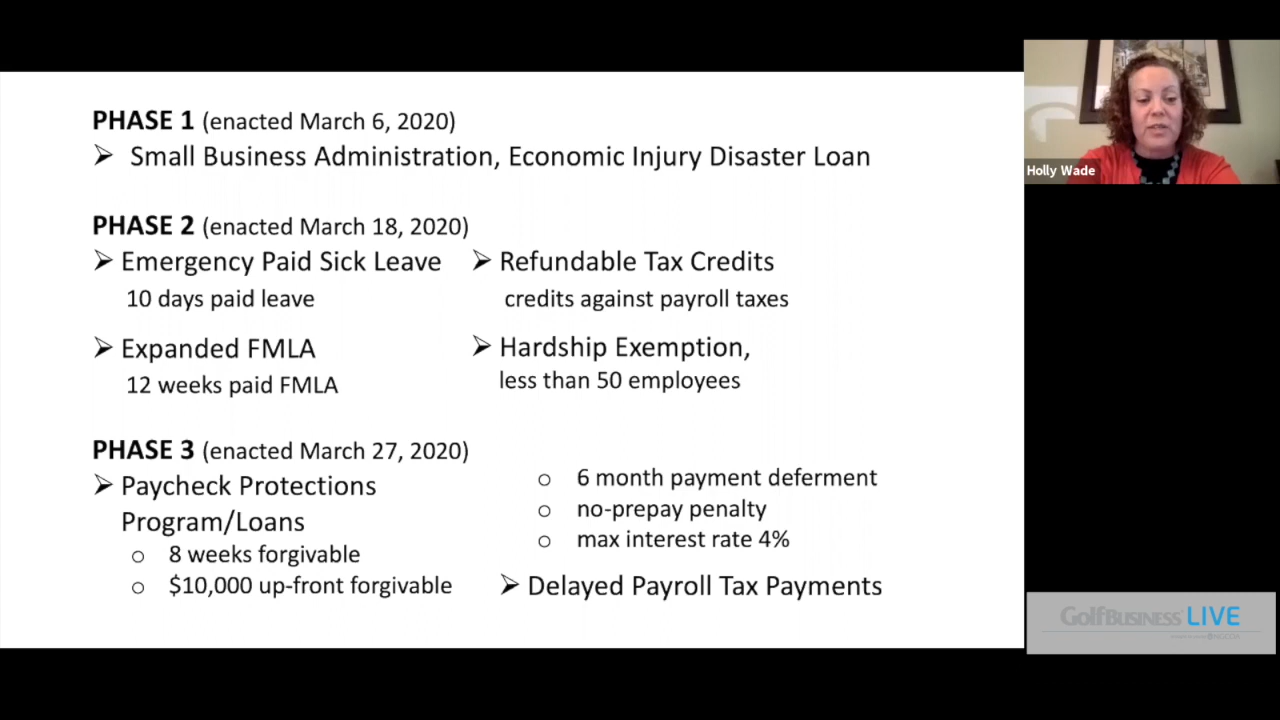 PHASE 1 (enacted March 6, 2020)
➢ Small Business Administration, Economic Injury Disaster Loan
PHASE 2 (enacted March 18, 2020)
➢ Emergency Paid Sick Leave
10 days paid leave
➢ Expanded FMLA
12 weeks paid FMLA
➢ Refundable Tax Credits
credits against payroll taxes
➢ Hardship Exemption,
less than 50 employees
PHASE 3 (enacted March 27, 2020)
➢ Paycheck Protections
Program/Loans
o 8 weeks forgivable
o $10,000 up-front forgivable
o 6 month payment deferment
o no-prepay penalty
o max interest rate 4%
➢ Delayed Payroll Tax Payments
Holly Wade
GOLFBUSINESS LIVE
NGCOA